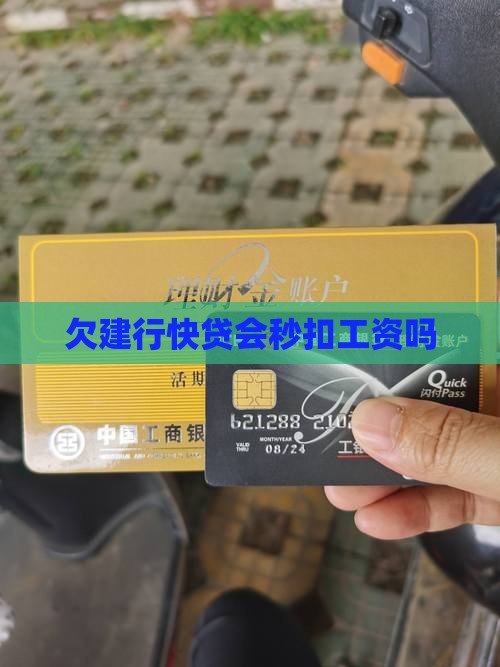 理财金账户
欠建行快贷会秒扣工资吗
账户
活期
Quick
闪付Pass
中国工商银
621288 2102
MONTH/YEAR
VALID THRU
08/24
工银